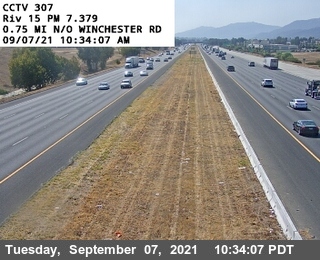 CCTV 307
Riv 15 PM 7.379
0.75 MI N/O WINCHESTER RD
09/07/21 10:34:07 AM
Tuesday, September 07, 2021 10:34:07 PDT